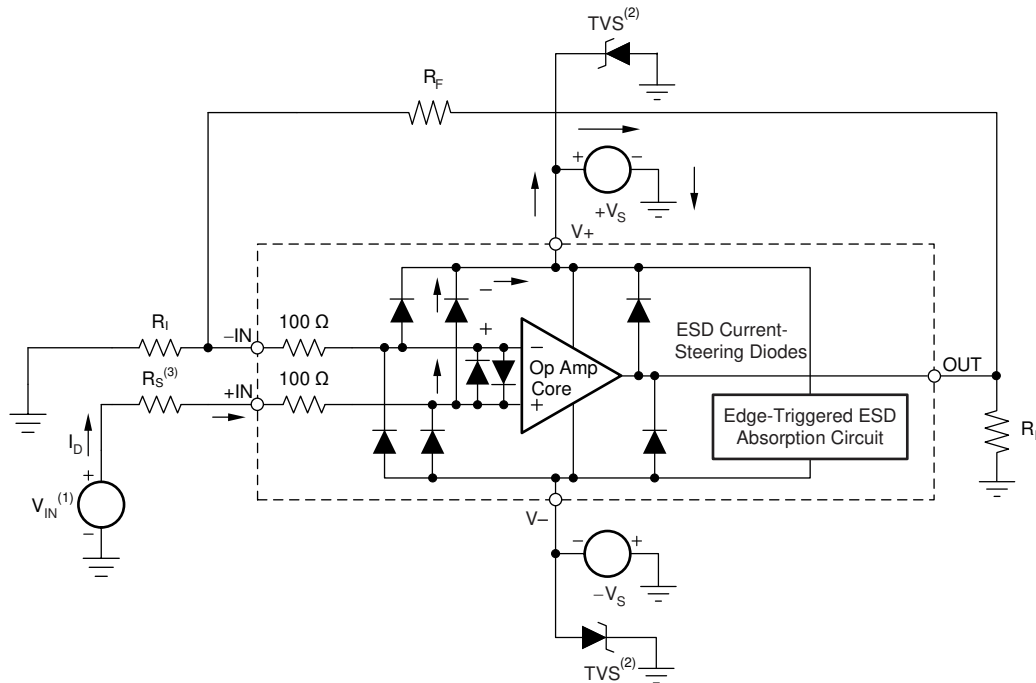 TVS(2)
RF
+ −
+VS
V+
RI
−IN
100 Ω
−
+
−
Op Amp
Core
+
ESD Current-
Steering Diodes
OUT
RS(3)
+IN
100 Ω
Edge-Triggered ESD
Absorption Circuit
ID
+
VIN(1)
−
V−
− +
−VS
TVS(2)